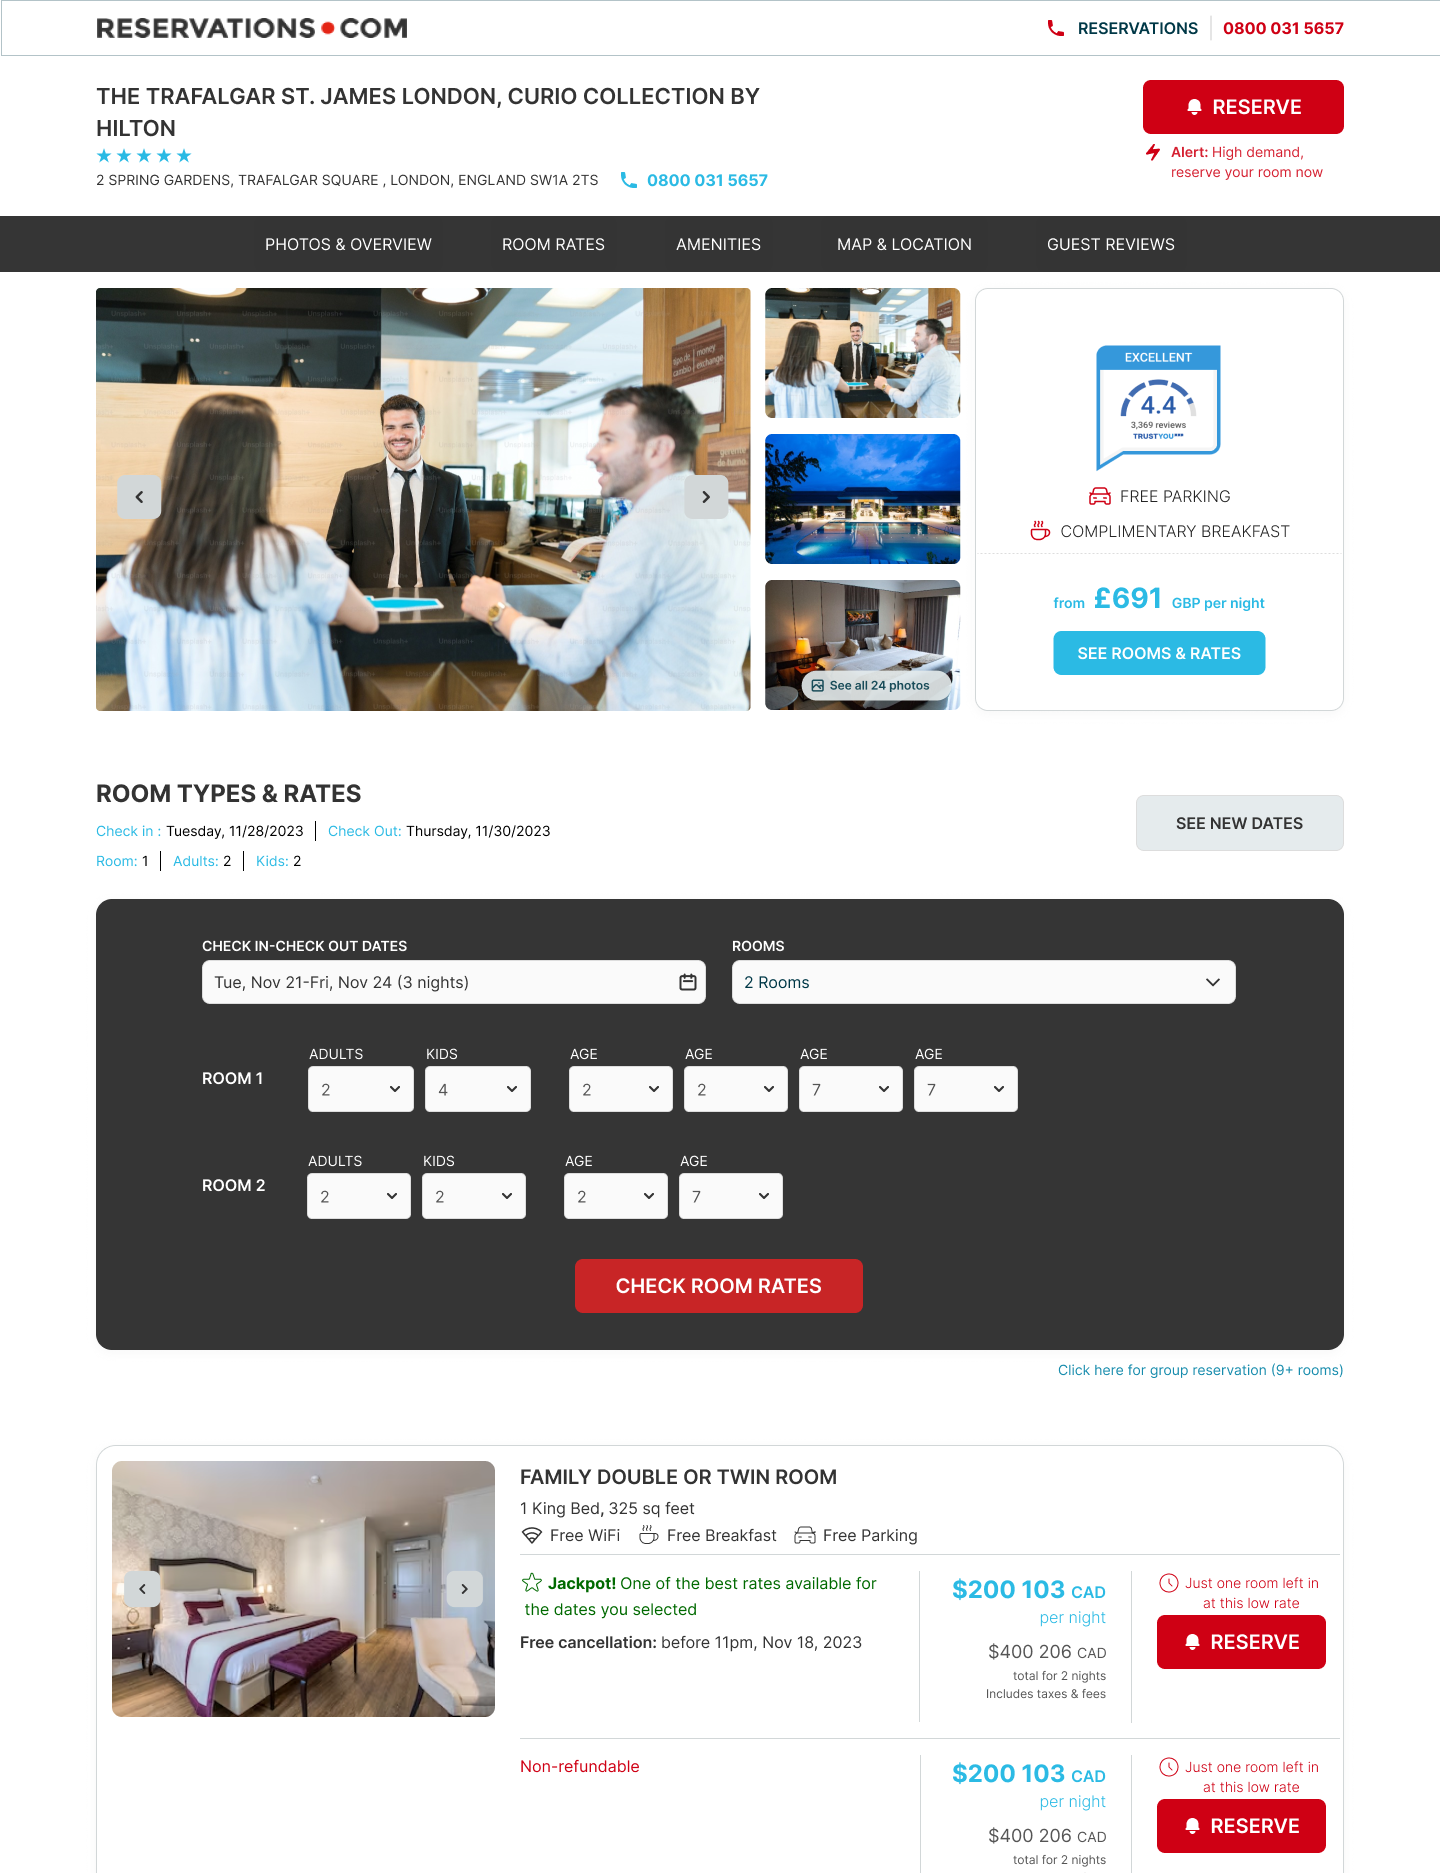 RESERVATIONS●COM
RESERVATIONS
0800 031 5657
THE TRAFALGAR ST. JAMES LONDON, CURIO COLLECTION BY
HILTON
2 SPRING GARDENS, TRAFALGAR SQUARE , LONDON, ENGLAND SW1A 2TS
0800 031 5657
RESERVE
Alert: High demand,
reserve your room now
PHOTOS & OVERVIEW
ROOM RATES
AMENITIES
MAP & LOCATION
GUEST REVIEWS
See all 24 photos
EXCELLENT
4.4
3,369 reviews
TRUSTYOU
FREE PARKING
COMPLIMENTARY BREAKFAST
from £691 GBP per night
SEE ROOMS & RATES
ROOM TYPES & RATES
Check in : Tuesday, 11/28/2023
Check Out: Thursday, 11/30/2023
Room: 1
Adults: 2
Kids: 2
SEE NEW DATES
CHECK IN-CHECK OUT DATES
Tue, Nov 21-Fri, Nov 24 (3 nights)
ROOMS
2 Rooms
ROOM 1
ADULTS
2
KIDS
4
AGE
2
AGE
2
AGE
7
AGE
7
ROOM 2
ADULTS
2
KIDS
2
AGE
2
AGE
7
CHECK ROOM RATES
Click here for group reservation (9+ rooms)
FAMILY DOUBLE OR TWIN ROOM
1 King Bed, 325 sq feet
Free WiFi
Free Breakfast
Free Parking
Jackpot! One of the best rates available for
the dates you selected
Free cancellation: before 11pm, Nov 18, 2023
$200 103 CAD
per night
$400 206 CAD
total for 2 nights
Includes taxes & fees
Just one room left in
at this low rate
RESERVE
Non-refundable
$200 103 CAD
per night
$400 206 CAD
total for 2 nights
Just one room left in
at this low rate
RESERVE